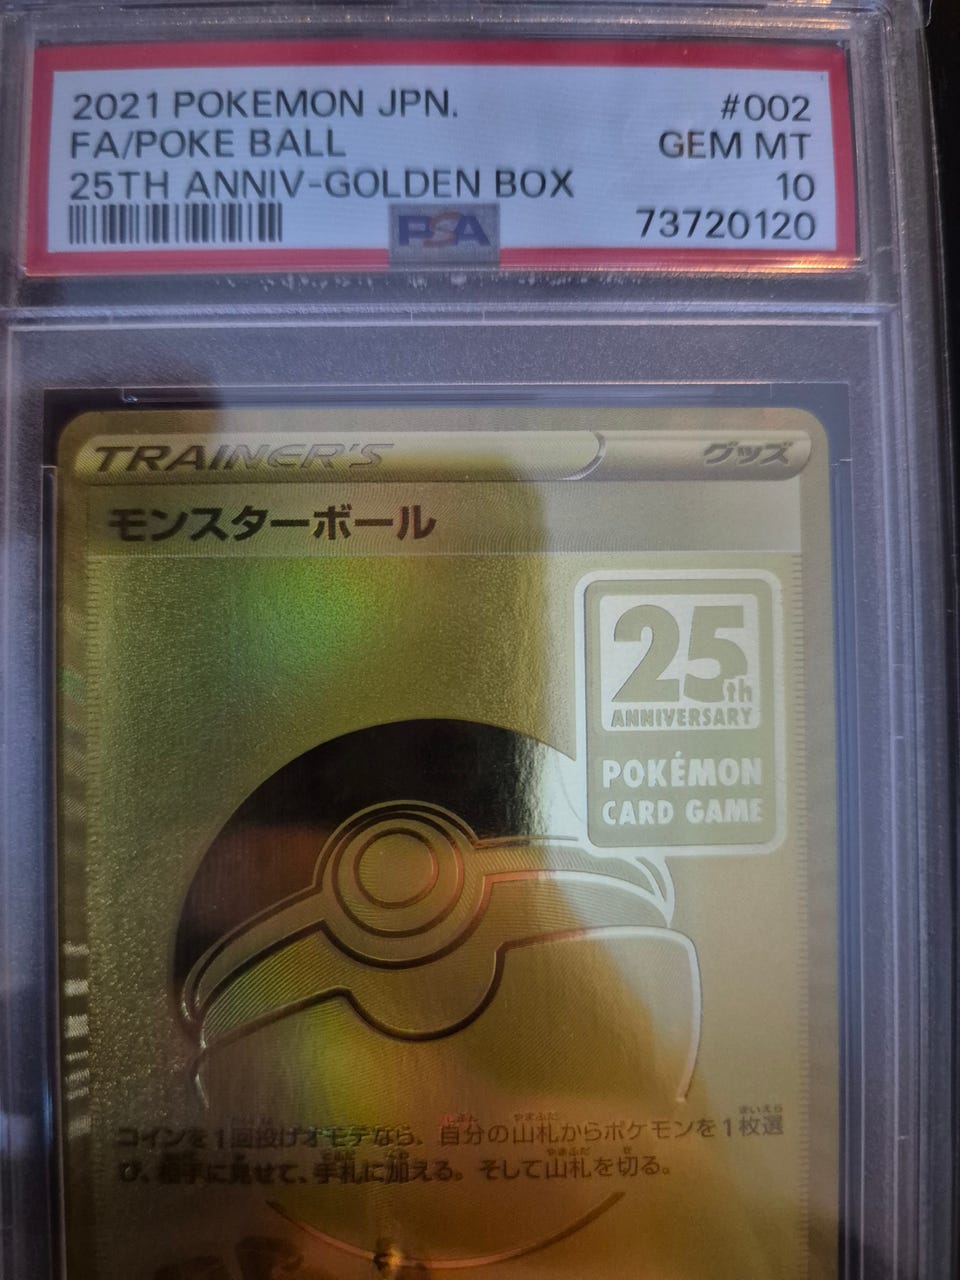 2021 POKEMON JPN. #002
FA/POKE BALL GEM MT
25TH ANNIV-GOLDEN BOX 10
73720120
PSA
TRAINER'S グッズ
モンスターボール
25th
ANNIVERSARY
POKÉMON
CARD GAME
コインを1回投げオモテなら、自分の山札からポケモンを1枚選
び、相手に見せて、手札に加える。そして山札を切る。